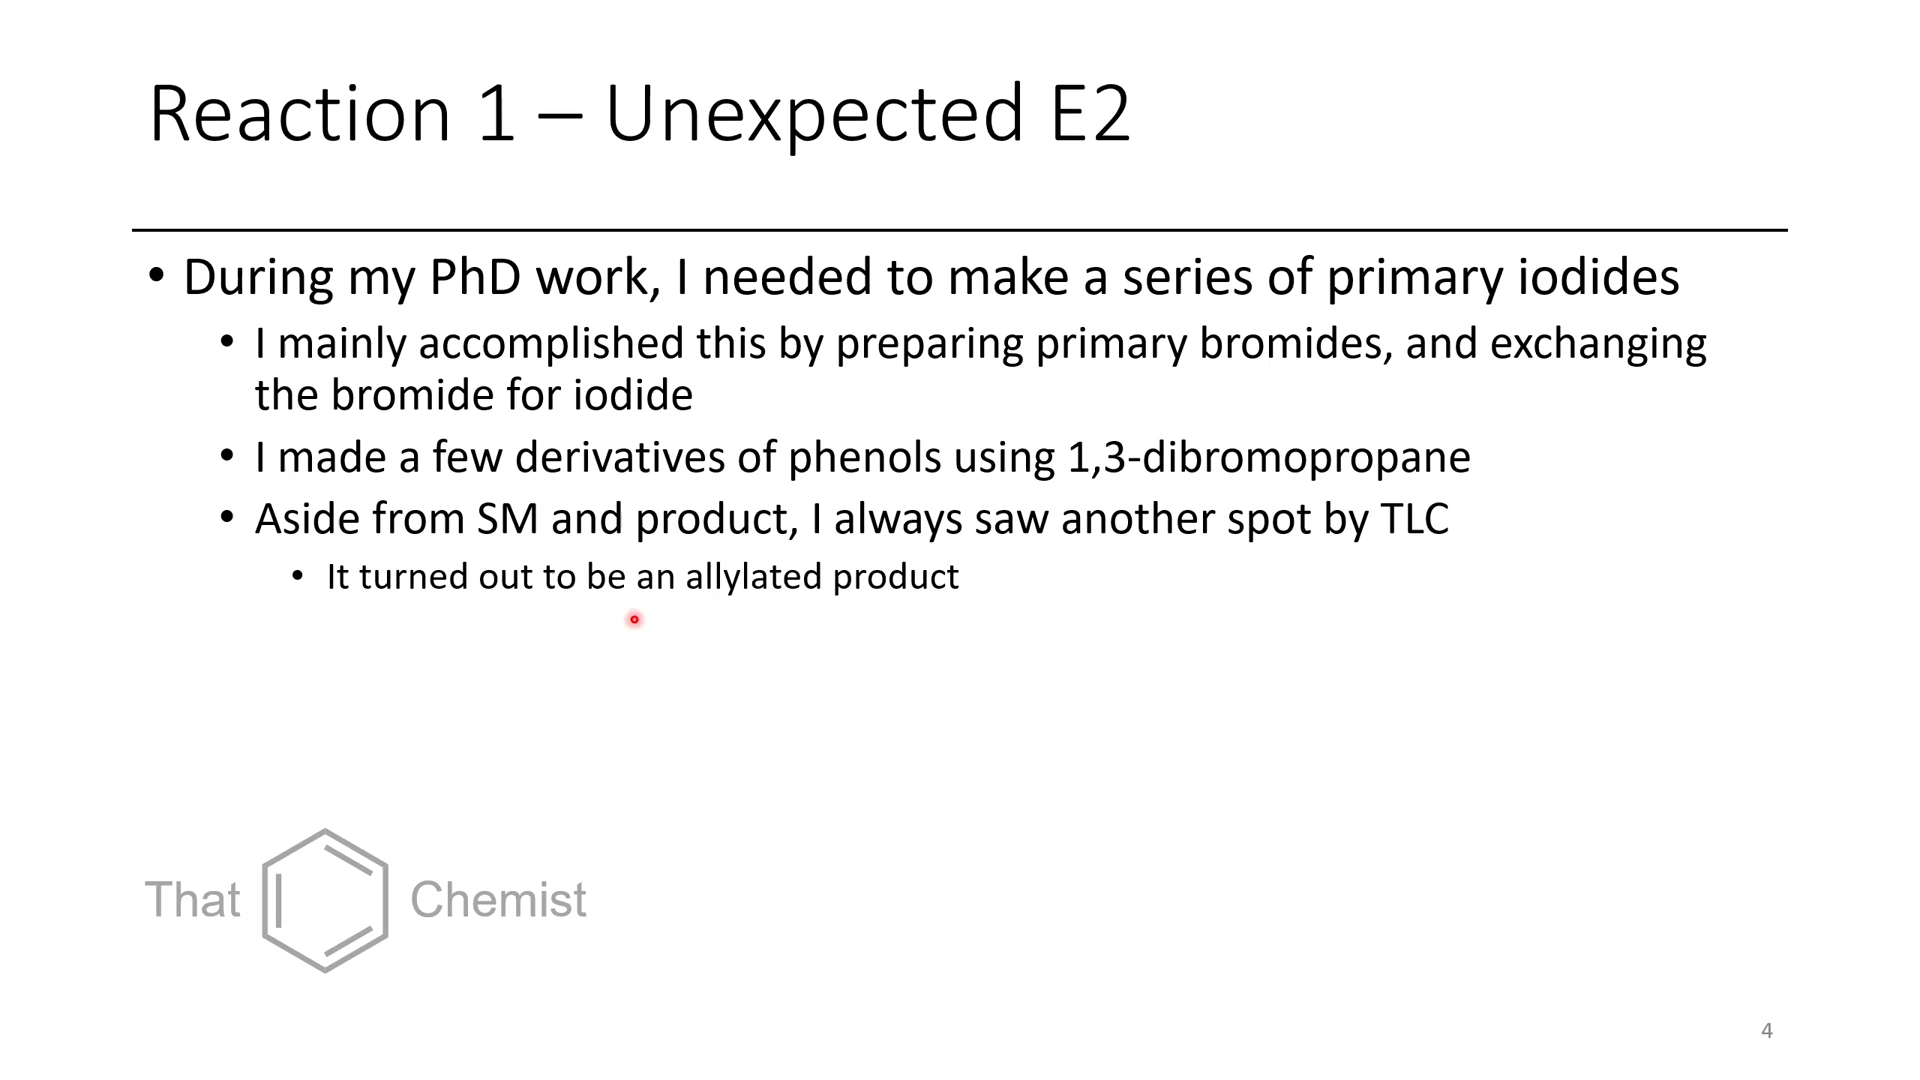 Reaction 1 – Unexpected E2
• During my PhD work, I needed to make a series of primary iodides
• I mainly accomplished this by preparing primary bromides, and exchanging
the bromide for iodide
• I made a few derivatives of phenols using 1,3-dibromopropane
• Aside from SM and product, I always saw another spot by TLC
• It turned out to be an allylated product
That Chemist
4